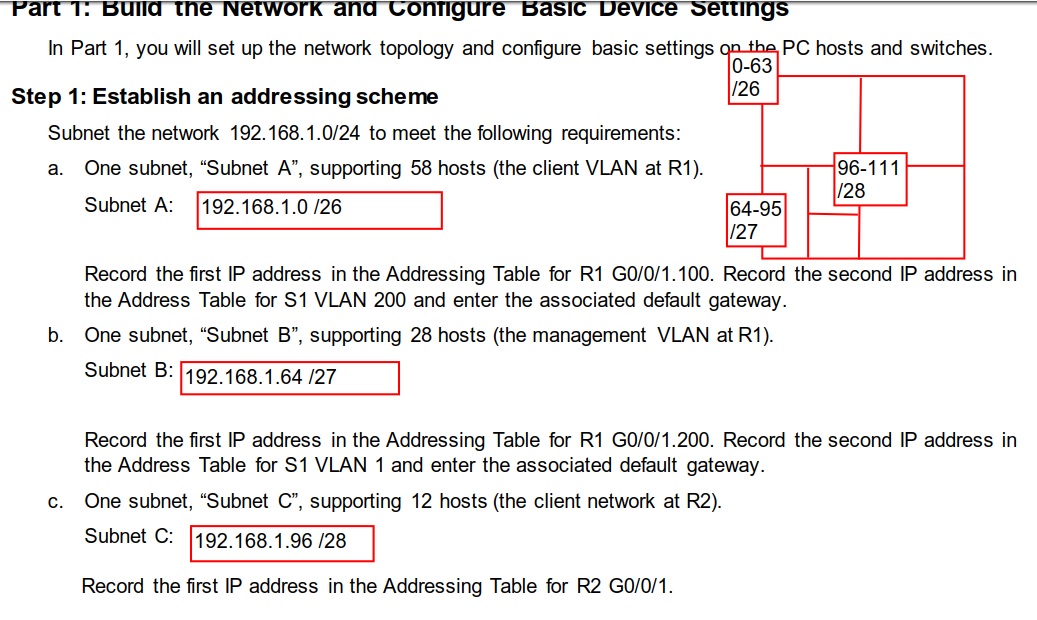 Part 1: Build the Network and Configure Basic Device Settings
In Part 1, you will set up the network topology and configure basic settings on the PC hosts and switches.
0-63
/26
Step 1: Establish an addressing scheme
Subnet the network 192.168.1.0/24 to meet the following requirements:
a. One subnet, “Subnet A”, supporting 58 hosts (the client VLAN at R1).
96-111
/28
Subnet A: 192.168.1.0 /26
64-95
/27
Record the first IP address in the Addressing Table for R1 G0/0/1.100. Record the second IP address in
the Address Table for S1 VLAN 200 and enter the associated default gateway.
b. One subnet, “Subnet B”, supporting 28 hosts (the management VLAN at R1).
Subnet B: 192.168.1.64 /27
Record the first IP address in the Addressing Table for R1 G0/0/1.200. Record the second IP address in
the Address Table for S1 VLAN 1 and enter the associated default gateway.
c. One subnet, “Subnet C”, supporting 12 hosts (the client network at R2).
Subnet C: 192.168.1.96 /28
Record the first IP address in the Addressing Table for R2 G0/0/1.